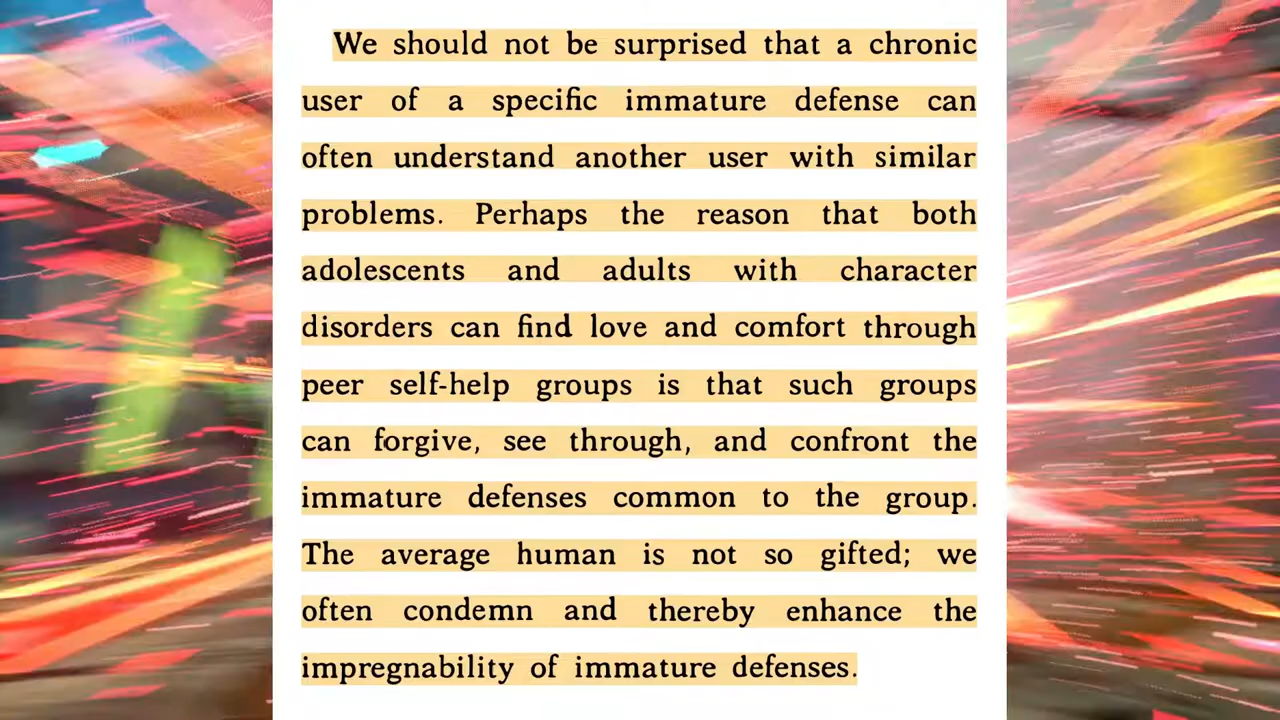 We should not be surprised that a chronic
user of a specific immature defense can
often understand another user with similar
problems. Perhaps the reason that both
adolescents and adults with character
disorders can find love and comfort through
peer self-help groups is that such groups
can forgive, see through, and confront the
immature defenses common to the group.
The average human is not so gifted; we
often condemn and thereby enhance the
impregnability of immature defenses.